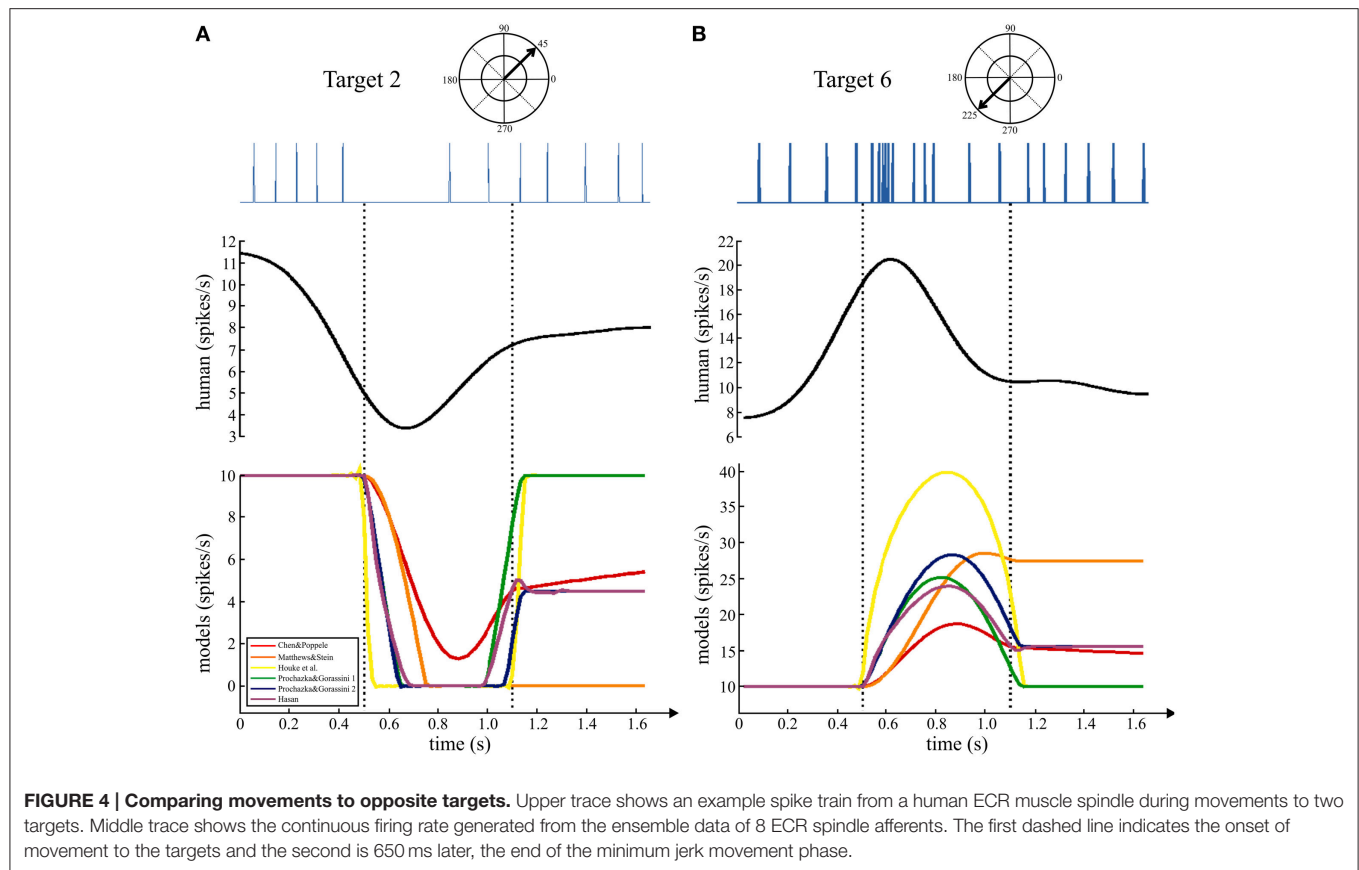 A
Target 2
90
45
180
0
270
B
Target 6
90
180
0
225
270
human (spikes/s)
12
11
10
9
8
7
6
5
4
3
human (spikes/s)
22
20
18
16
14
12
10
8
6
models (spikes/s)
10
8
6
4
2
0
Chen&Poppele
Matthews&Stein
Houke et al.
Prochazka&Gorassini 1
Prochazka&Gorassini 2
Hasan
0.0 0.2 0.4 0.6 0.8 1.0 1.2 1.4 1.6
time (s)
models (spikes/s)
40
30
20
15
10
0 0.2 0.4 0.6 0.8 1.0 1.2 1.4 1.6
time (s)
FIGURE 4 | Comparing movements to opposite targets. Upper trace shows an example spike train from a human ECR muscle spindle during movements to two
targets. Middle trace shows the continuous firing rate generated from the ensemble data of 8 ECR spindle afferents. The first dashed line indicates the onset of
movement to the targets and the second is 650 ms later, the end of the minimum jerk movement phase.